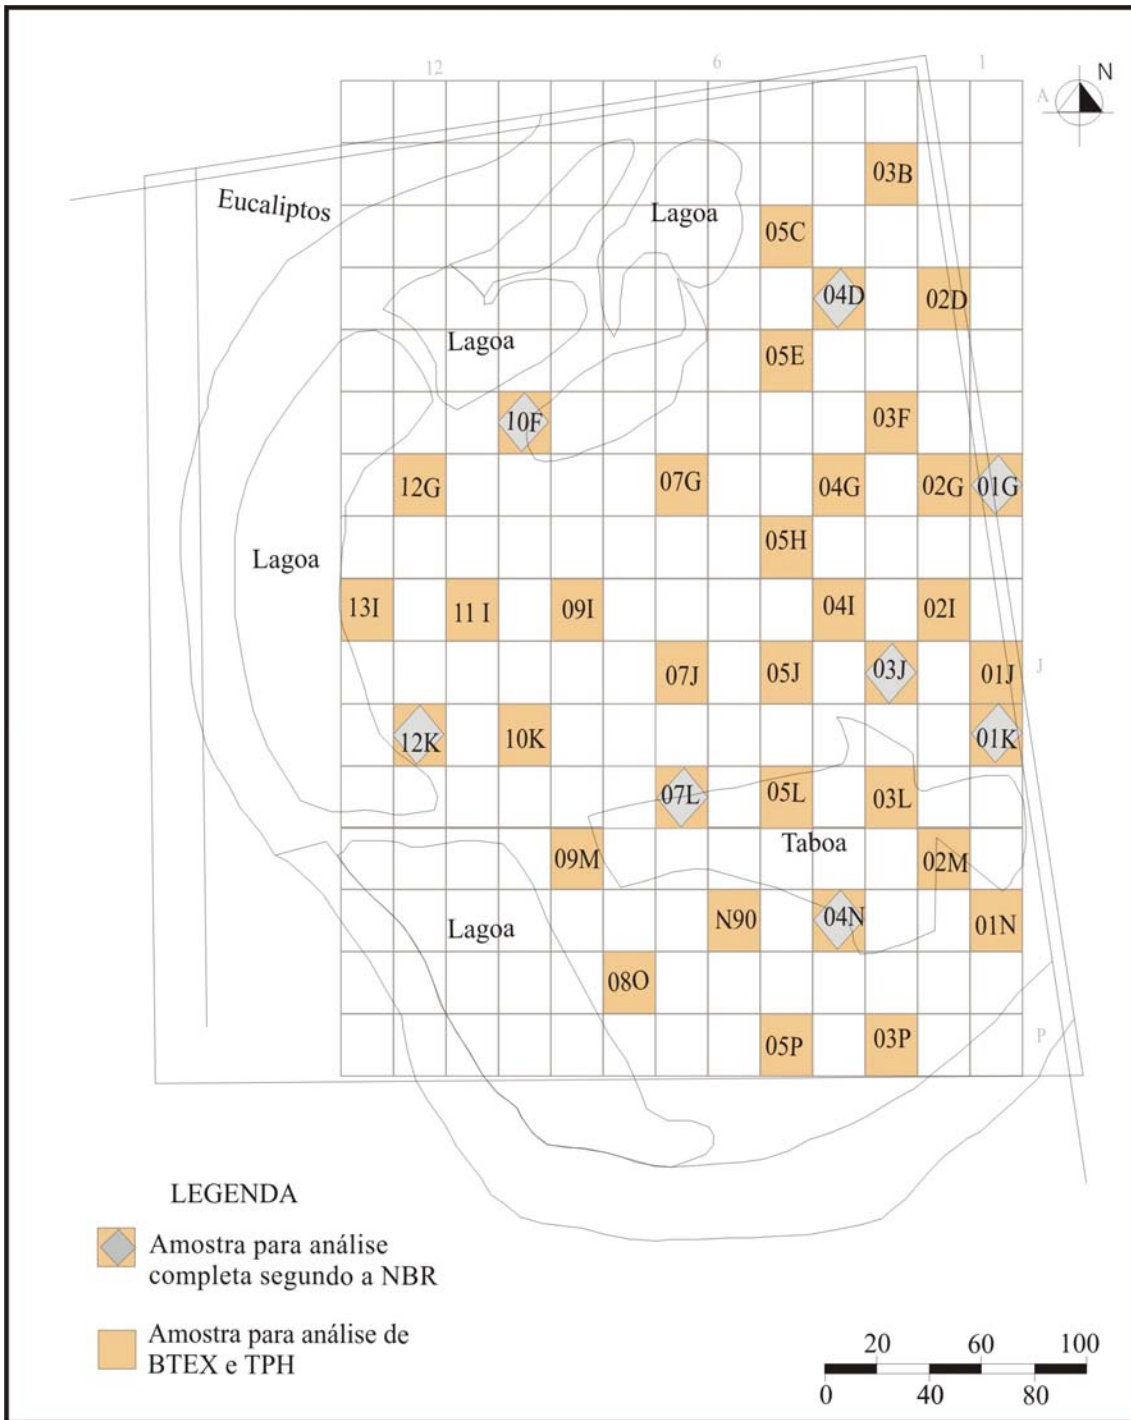 12 6 1
N
A
03B
Eucaliptos
Lagoa
05C
04D 02D
Lagoa
05E
10F 03F
12G 07G 04G 02G 01G
05H
Lagoa
13I 11 I 09I 04I 02I
07J 05J 03J 01J J
12K 10K 01K
07L 05L 03L
Taboa
09M 02M
Lagoa
N90 04N 01N
08O
05P 03P P
LEGENDA
Amostra para análise
completa segundo a NBR
Amostra para análise de
BTEX e TPH
20 60 100
0 40 80